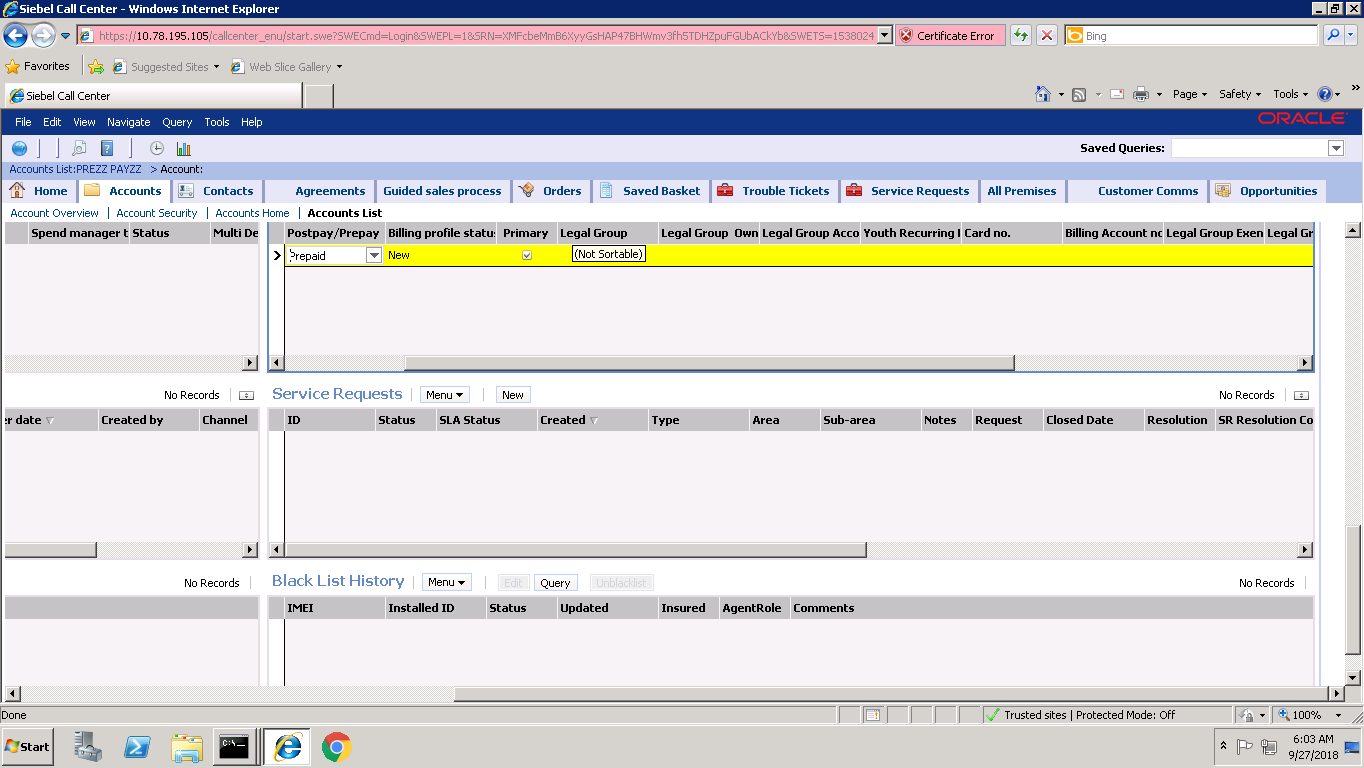 Siebel Call Center - Windows Internet Explorer
https://10.78.195.105/callcenter_enu/start.swe?SWECmd=Login&SWEPL=1&SRN=XMFcbeMmB6XyyGsHAP47BHWmv3fh5TDHZpuFGUbACkYb&SWETS=1538024 Certificate Error Bing
Favorites Suggested Sites Web Slice Gallery
Siebel Call Center Page Safety Tools
File Edit View Navigate Query Tools Help ORACLE
Saved Queries:
Accounts List:PREZZ PAYZZ > Account:
Home Accounts Contacts Agreements Guided sales process Orders Saved Basket Trouble Tickets Service Requests All Premises Customer Comms Opportunities
Account Overview | Account Security | Accounts Home | Accounts List
Spend manager t Status Multi De Postpay/Prepay Billing profile status Primary Legal Group Legal Group Own Legal Group Acco Youth Recurring Card no. Billing Account no Legal Group Exen Legal Gr
Prepaid New (Not Sortable)
No Records Service Requests Menu New No Records
er date Created by Channel ID Status SLA Status Created Type Area Sub-area Notes Request Closed Date Resolution SR Resolution Co
No Records Black List History Menu Edit Query Unblacklist No Records
IMEI Installed ID Status Updated Insured AgentRole Comments
Done Trusted sites | Protected Mode: Off 100%
Start C:\ 6:03 AM
9/27/2018